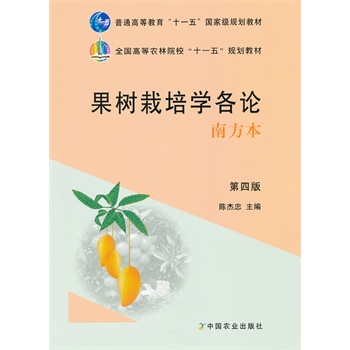 普通高等教育“十一五”国家级规划教材
全国高等农林院校“十一五”规划教材
果树栽培学各论
南方本
第四版
陈杰忠 主编
中国农业出版社